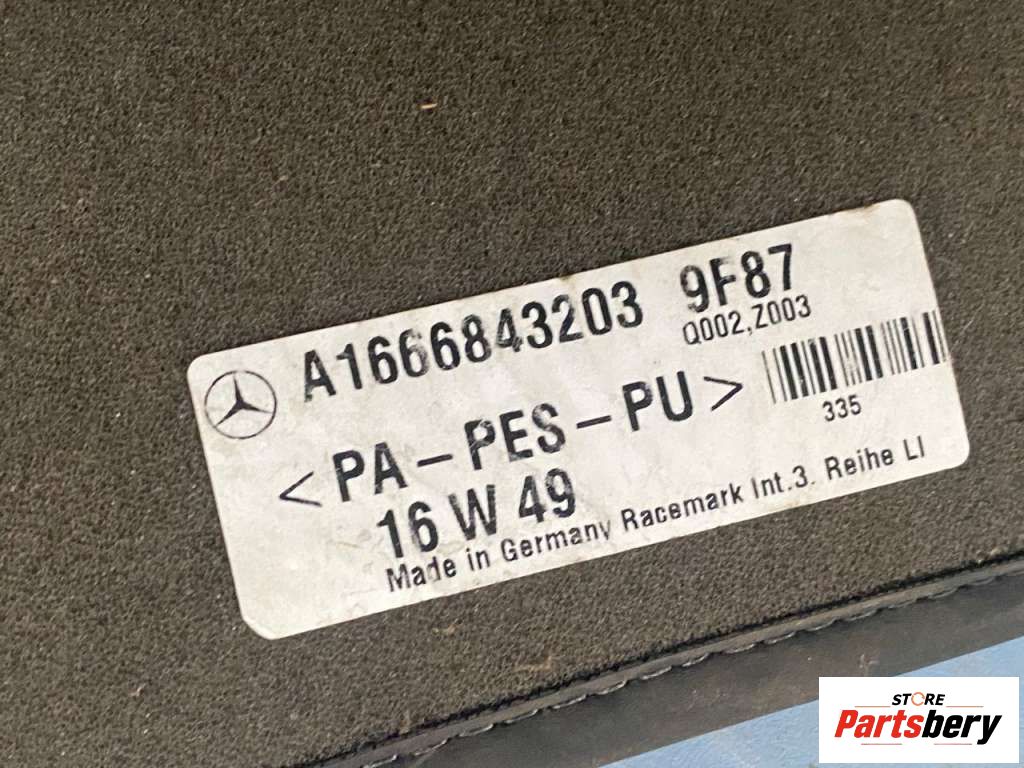 A1666843203 9F87
Q002,Z003
<PA-PES-PU>
335
16 W 49
Made in Germany Racemark Int.3. Reihe LI
STORE
Partsbery